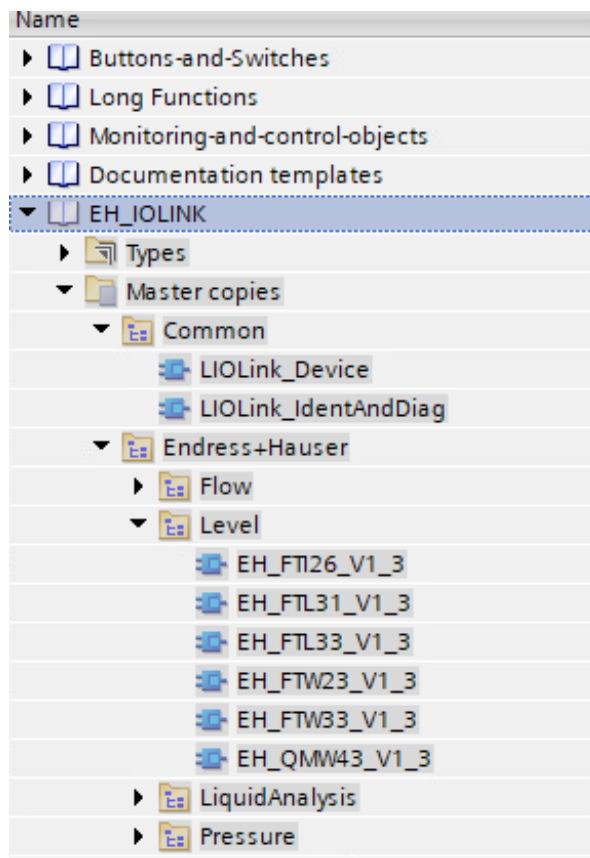 Name
Buttons-and-Switches
Long Functions
Monitoring-and-control-objects
Documentation templates
EH_IOLINK
Types
Master copies
Common
LIOLink_Device
LIOLink_IdentAndDiag
Endress+Hauser
Flow
Level
EH_FTI26_V1_3
EH_FTL31_V1_3
EH_FTL33_V1_3
EH_FTW23_V1_3
EH_FTW33_V1_3
EH_QMW43_V1_3
LiquidAnalysis
Pressure